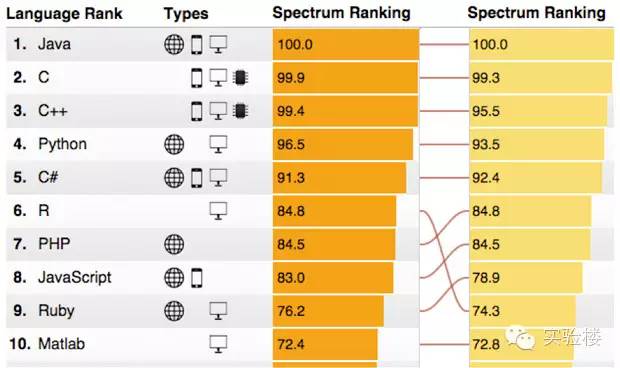 Language Rank Types Spectrum Ranking Spectrum Ranking
1. Java 100.0 100.0
2. C 99.9 99.3
3. C++ 99.4 95.5
4. Python 96.5 93.5
5. C# 91.3 92.4
6. R 84.8 84.8
7. PHP 84.5 84.5
8. JavaScript 83.0 78.9
9. Ruby 76.2 74.3
10. Matlab 72.4 72.8
实验楼